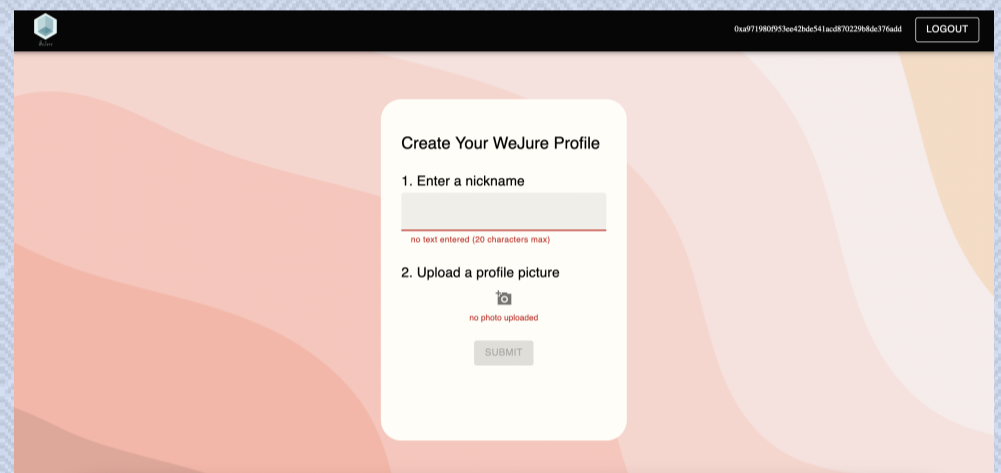 WeJure
0xa971980f953ee42bde541acd870229b8de376add
LOGOUT
Create Your WeJure Profile
1. Enter a nickname
no text entered (20 characters max)
2. Upload a profile picture
no photo uploaded
SUBMIT